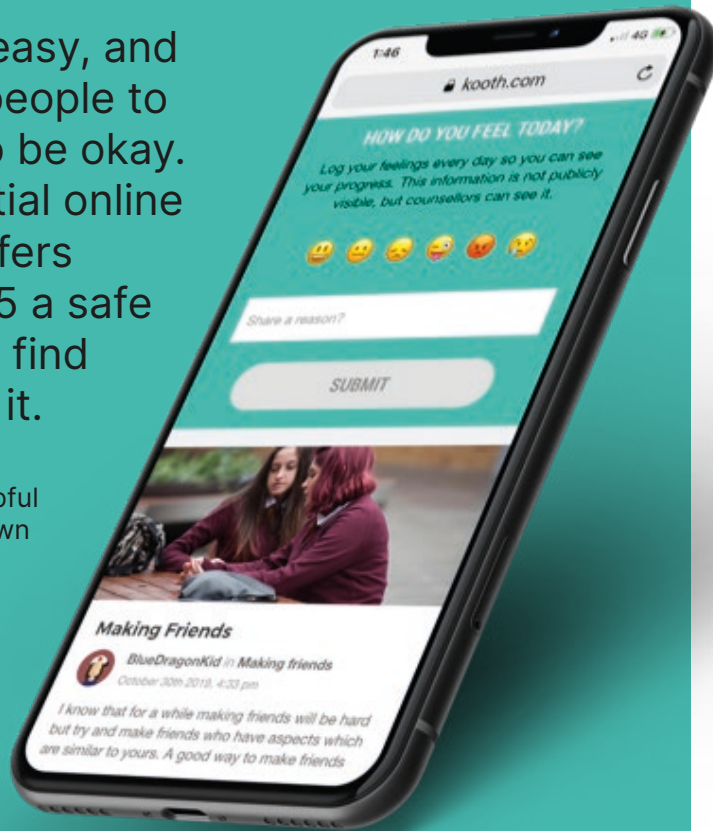 easy, and
people to
o be okay.
tial online
fers
5 a safe
find
it.
oful
wn
1:46
4G
kooth.com
HOW DO YOU FEEL TODAY?
Log your feelings every day so you can see
your progress. This information is not publicly
visible, but counsellors can see it.
Share a reason?
SUBMIT
Making Friends
BlueDragonKid in Making friends
October 30th 2019, 4:33 pm
I know that for a while making friends will be hard
but try and make friends who have aspects which
are similar to yours. A good way to make friends